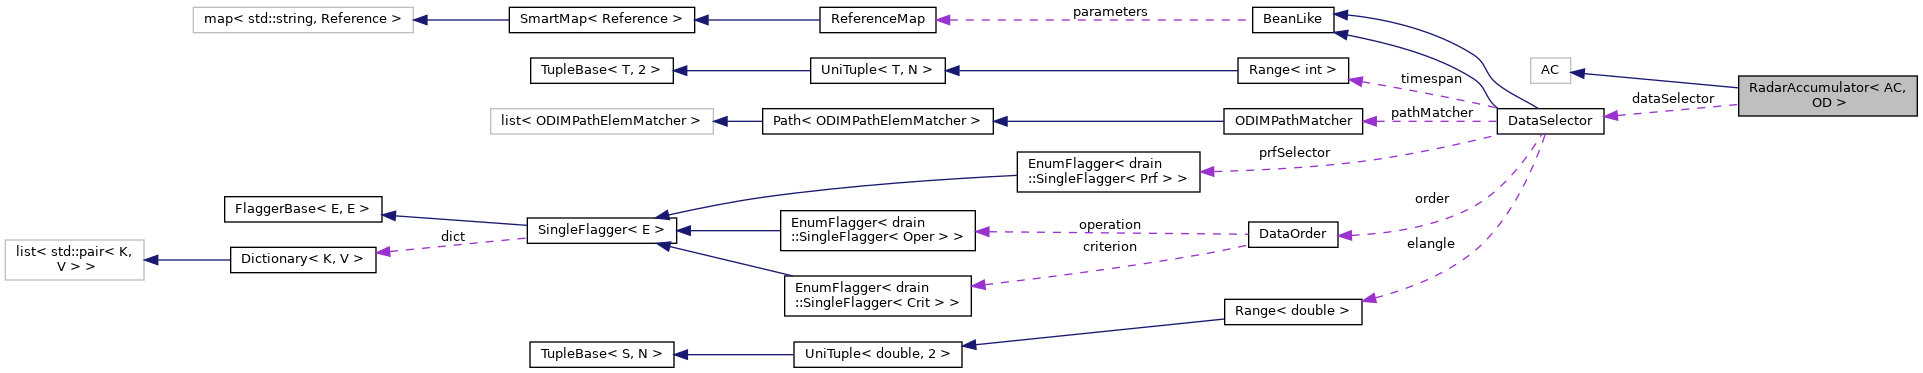 map< std::string, Reference >
SmartMap< Reference >
ReferenceMap
parameters
BeanLike
TupleBase< T, 2 >
UniTuple< T, N >
Range< int >
timespan
AC
RadarAccumulator< AC,
OD >
dataSelector
list< ODIMPathElemMatcher >
Path< ODIMPathElemMatcher >
ODIMPathMatcher
pathMatcher
DataSelector
prfSelector
EnumFlagger< drain
::SingleFlagger< Prf > >
order
FlaggerBase< E, E >
SingleFlagger< E >
EnumFlagger< drain
::SingleFlagger< Oper > >
operation
DataOrder
dict
criterion
elangle
list< std::pair< K,
V > >
Dictionary< K, V >
EnumFlagger< drain
::SingleFlagger< Crit > >
Range< double >
TupleBase< S, N >
UniTuple< double, 2 >